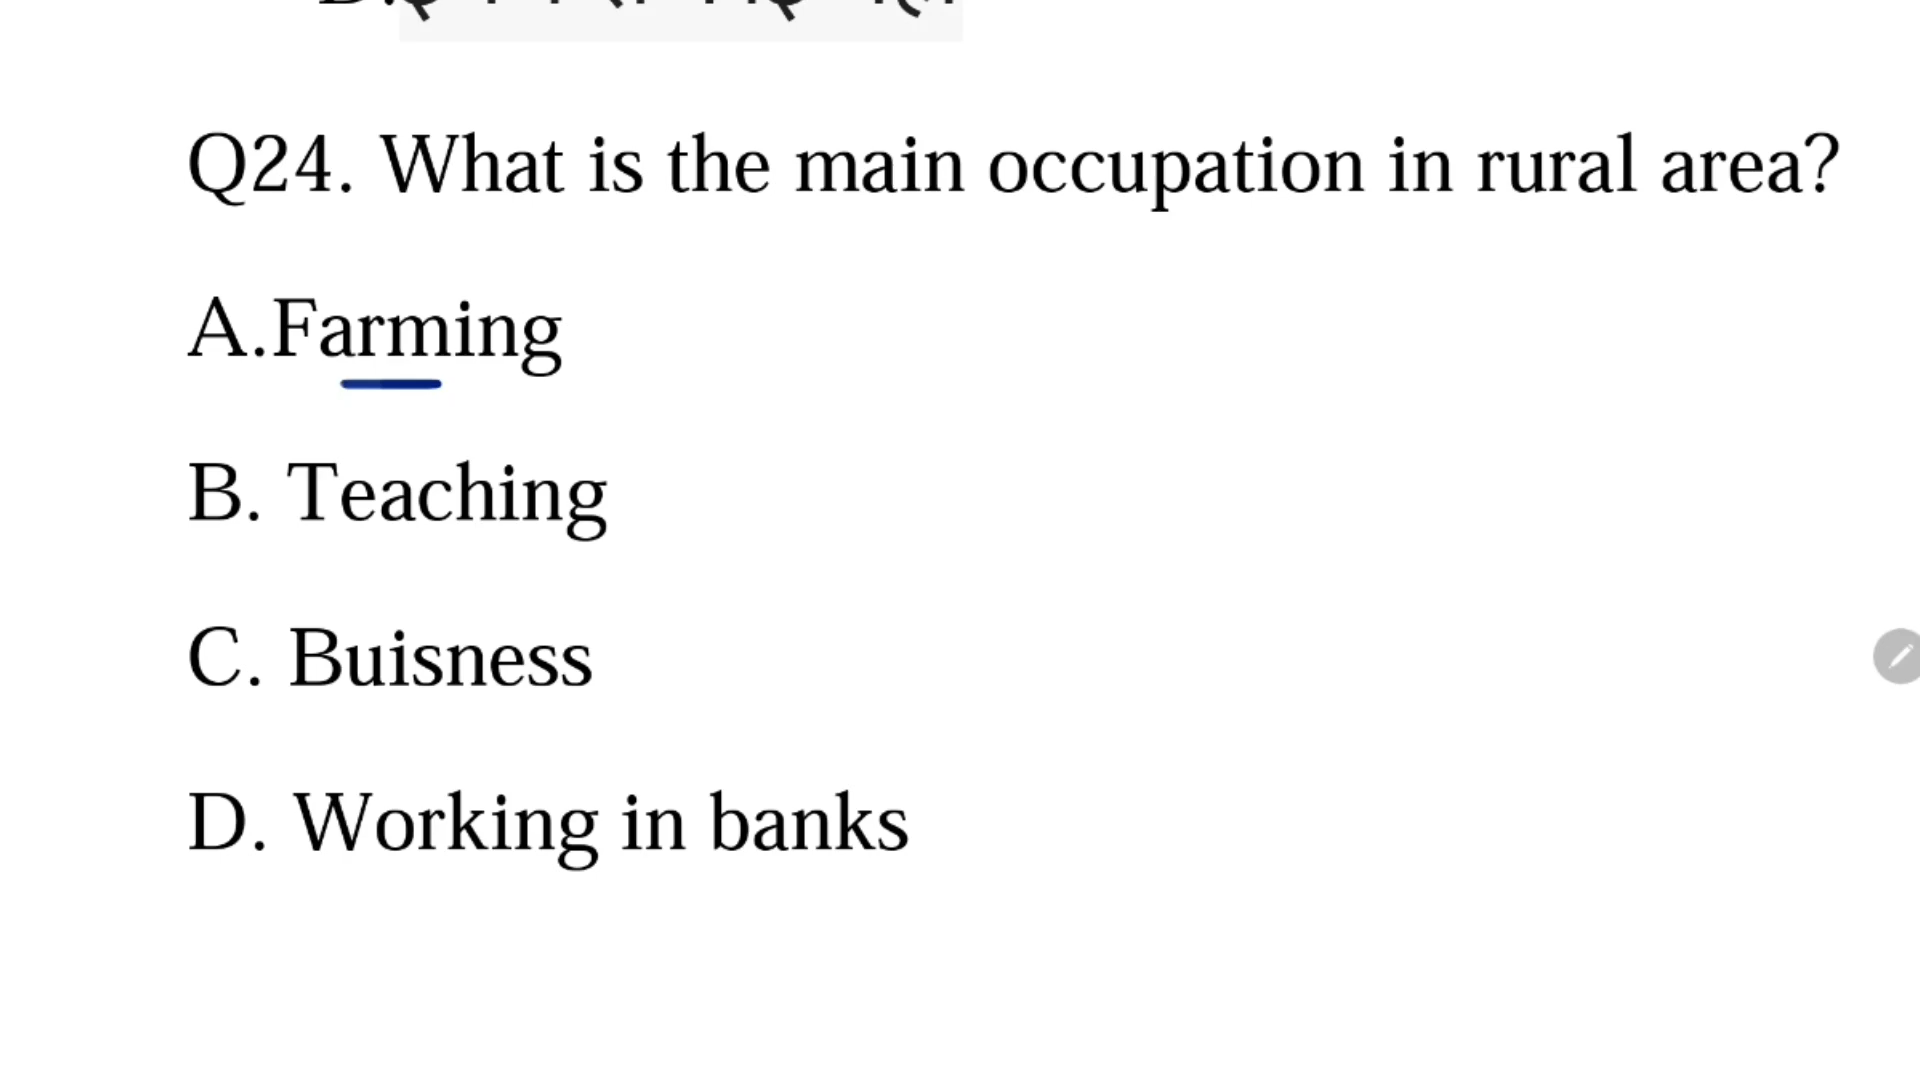 Q24. What is the main occupation in rural area?
A.Farming
B. Teaching
C. Buisness
D. Working in banks